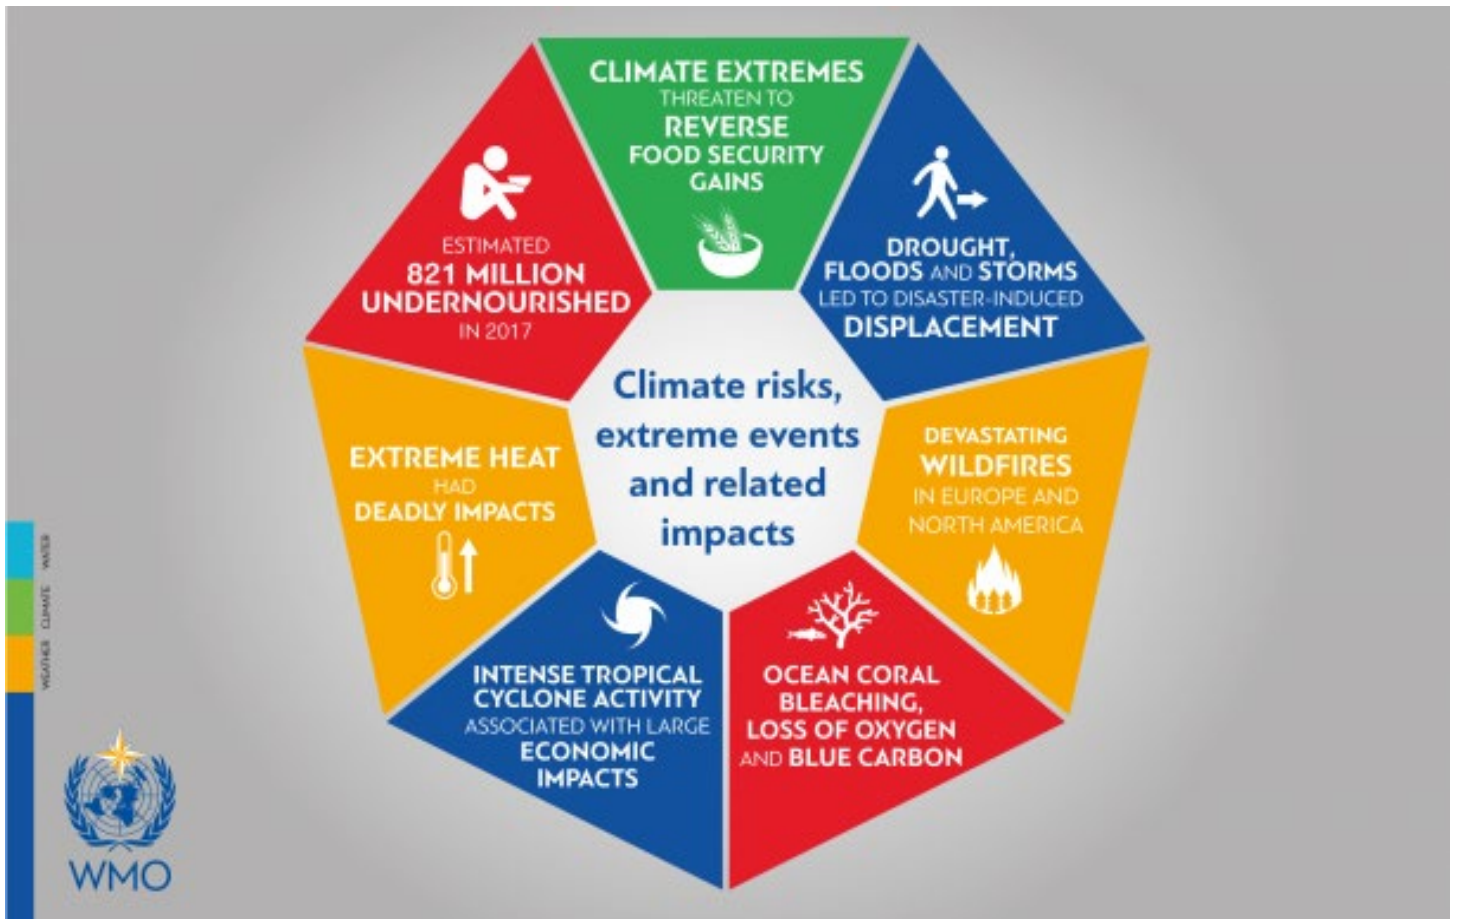 CLIMATE EXTREMES
THREATEN TO
REVERSE
FOOD SECURITY
GAINS
DROUGHT,
FLOODS AND STORMS
LED TO DISASTER-INDUCED
DISPLACEMENT
DEVASTATING
WILDFIRES
IN EUROPE AND
NORTH AMERICA
OCEAN CORAL
BLEACHING,
LOSS OF OXYGEN
AND BLUE CARBON
INTENSE TROPICAL
CYCLONE ACTIVITY
ASSOCIATED WITH LARGE
ECONOMIC
IMPACTS
EXTREME HEAT
HAD
DEADLY IMPACTS
ESTIMATED
821 MILLION
UNDERNOURISHED
IN 2017
Climate risks,
extreme events
and related
impacts
WEATHER CLIMATE WATER
WMO